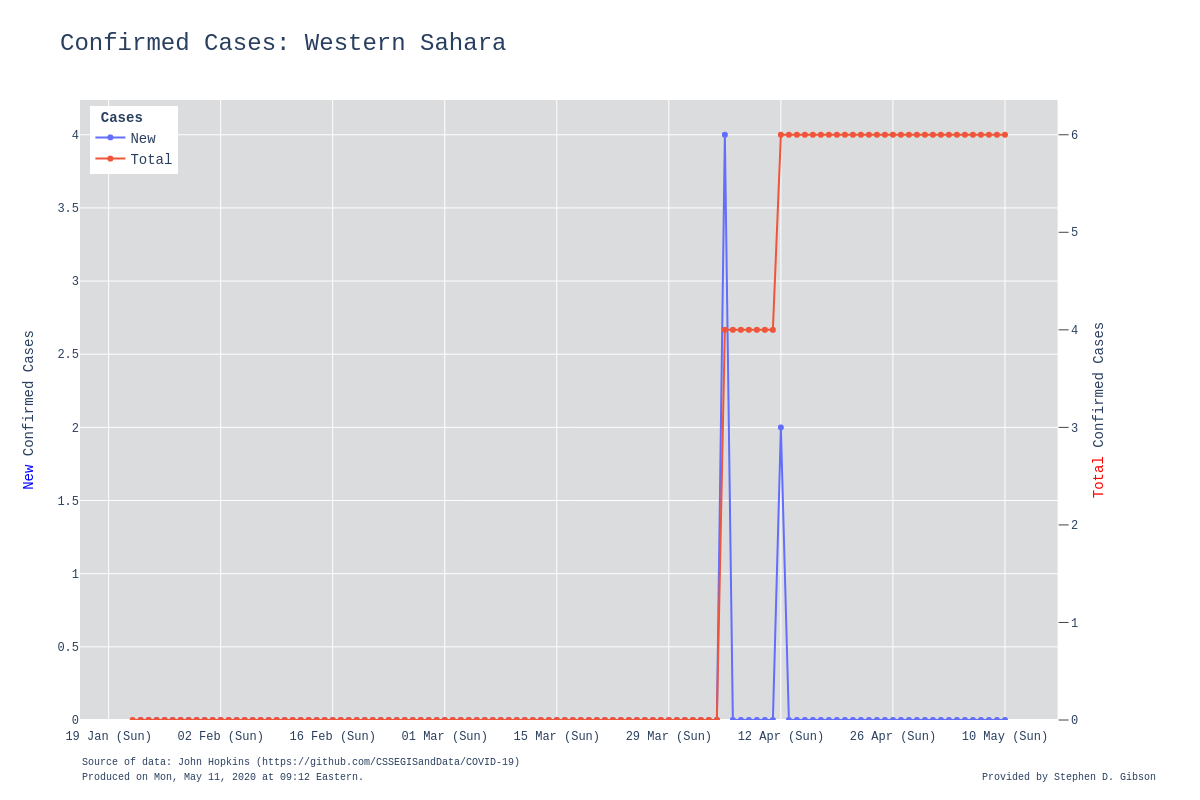 Confirmed Cases: Western Sahara
Cases
New
Total
4
3.5
3
2.5
2
1.5
1
0.5
0
New Confirmed Cases
6
5
4
3
2
1
0
Total Confirmed Cases
19 Jan (Sun) 02 Feb (Sun) 16 Feb (Sun) 01 Mar (Sun) 15 Mar (Sun) 29 Mar (Sun) 12 Apr (Sun) 26 Apr (Sun) 10 May (Sun)
Source of data: John Hopkins (https://github.com/CSSEGISandData/COVID-19)
Produced on Mon, May 11, 2020 at 09:12 Eastern.
Provided by Stephen D. Gibson